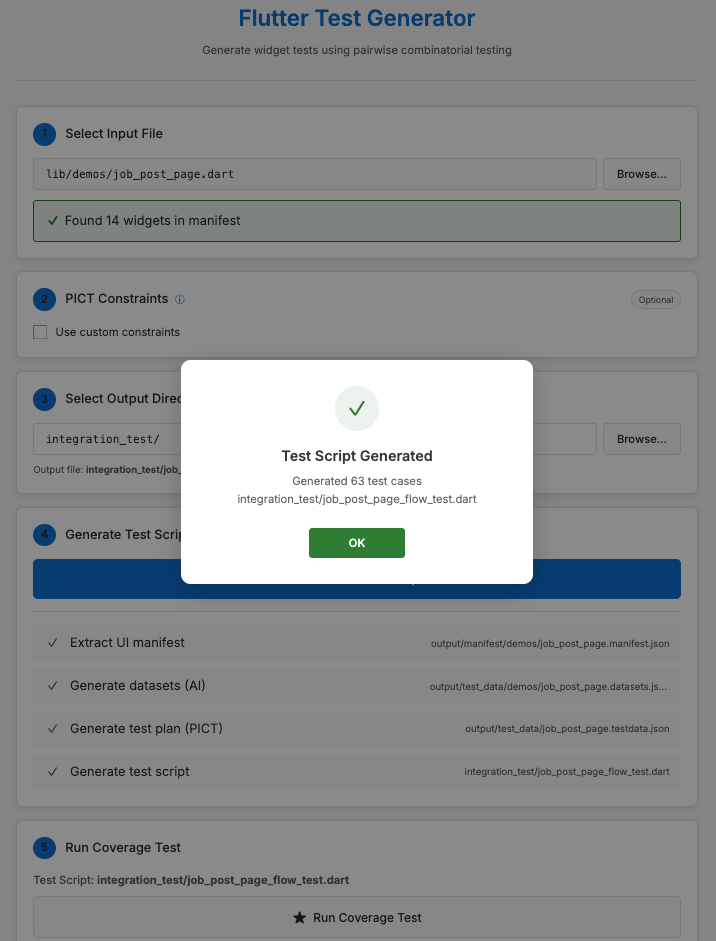 Flutter Test Generator
Generate widget tests using pairwise combinatorial testing
1 Select Input File
lib/demos/job_post_page.dart Browse...
✓ Found 14 widgets in manifest
2 PICT Constraints ⓘ Optional
Use custom constraints
3 Select Output Direc
integration_test/ Browse...
Output file: integration_test/job_
✓
Test Script Generated
Generated 63 test cases
integration_test/job_post_page_flow_test.dart
OK
4 Generate Test Scrip
✓ Extract UI manifest output/manifest/demos/job_post_page.manifest.json
✓ Generate datasets (AI) output/test_data/demos/job_post_page.datasets.js...
✓ Generate test plan (PICT) output/test_data/job_post_page.testdata.json
✓ Generate test script integration_test/job_post_page_flow_test.dart
5 Run Coverage Test
Test Script: integration_test/job_post_page_flow_test.dart
★ Run Coverage Test